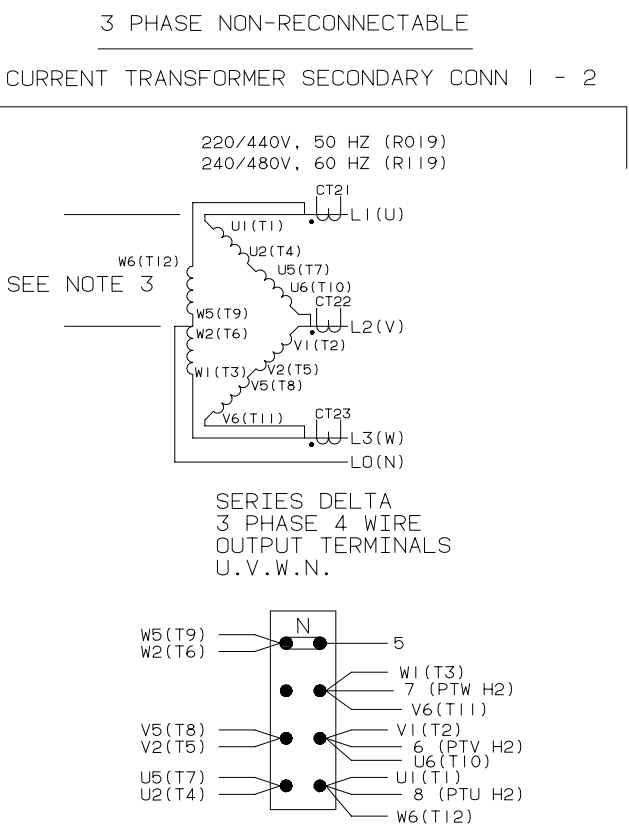 3 PHASE NON-RECONNECTABLE
CURRENT TRANSFORMER SECONDARY CONN 1 - 2
220/440V, 50 HZ (R019)
240/480V, 60 HZ (R119)
CT21
L1(U)
U1(T1)
U2(T4)
W6(T12)
U5(T7)
SEE NOTE 3
U6(T10)
CT22
W5(T9)
L2(V)
W2(T6)
V1(T2)
W1(T3)
V2(T5)
V5(T8)
V6(T11)
CT23
L3(W)
L0(N)
SERIES DELTA
3 PHASE 4 WIRE
OUTPUT TERMINALS
U.V.W.N.
N
W5(T9)
5
W2(T6)
W1(T3)
7 (PTW H2)
V6(T11)
V5(T8)
V1(T2)
V2(T5)
6 (PTV H2)
U6(T10)
U5(T7)
U1(T1)
U2(T4)
8 (PTU H2)
W6(T12)